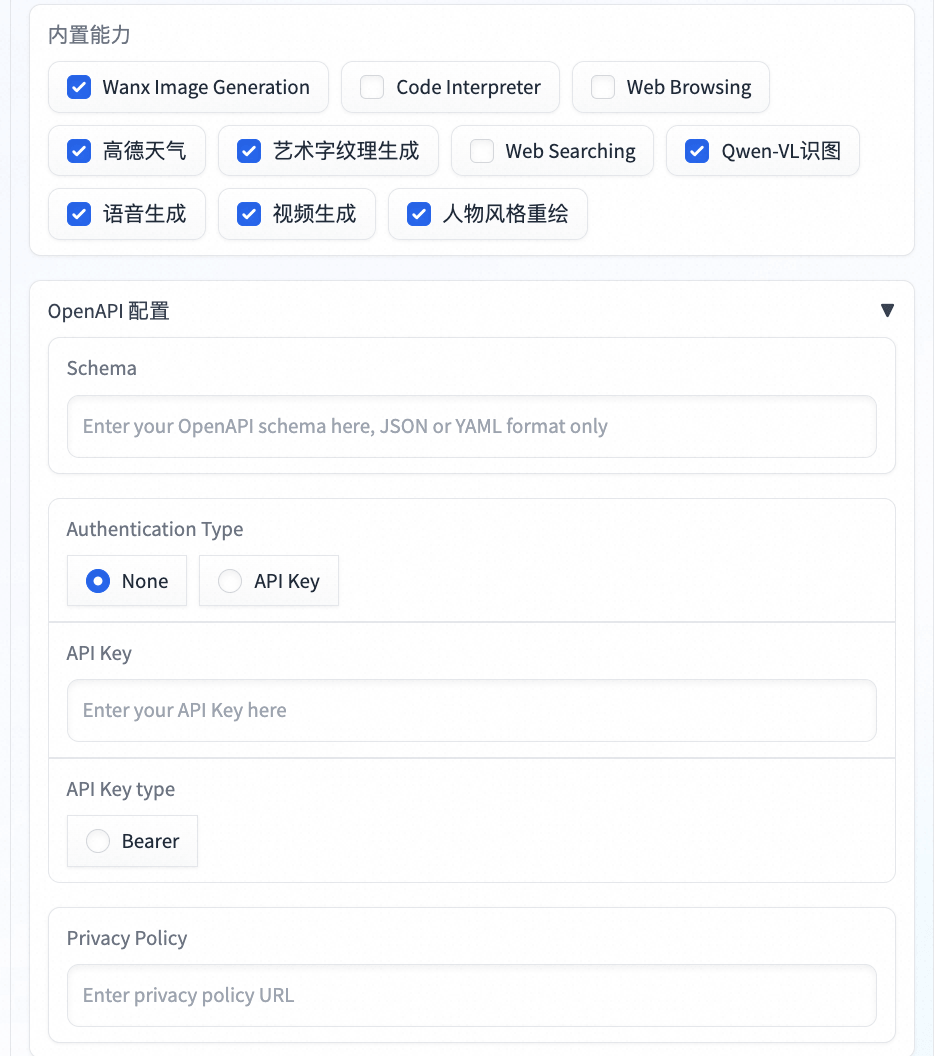 内置能力
Wanx Image Generation Code Interpreter Web Browsing
高德天气 艺术字纹理生成 Web Searching Qwen-VL识图
语音生成 视频生成 人物风格重绘
OpenAPI 配置 ▼
Schema
Enter your OpenAPI schema here, JSON or YAML format only
Authentication Type
None API Key
API Key
Enter your API Key here
API Key type
Bearer
Privacy Policy
Enter privacy policy URL